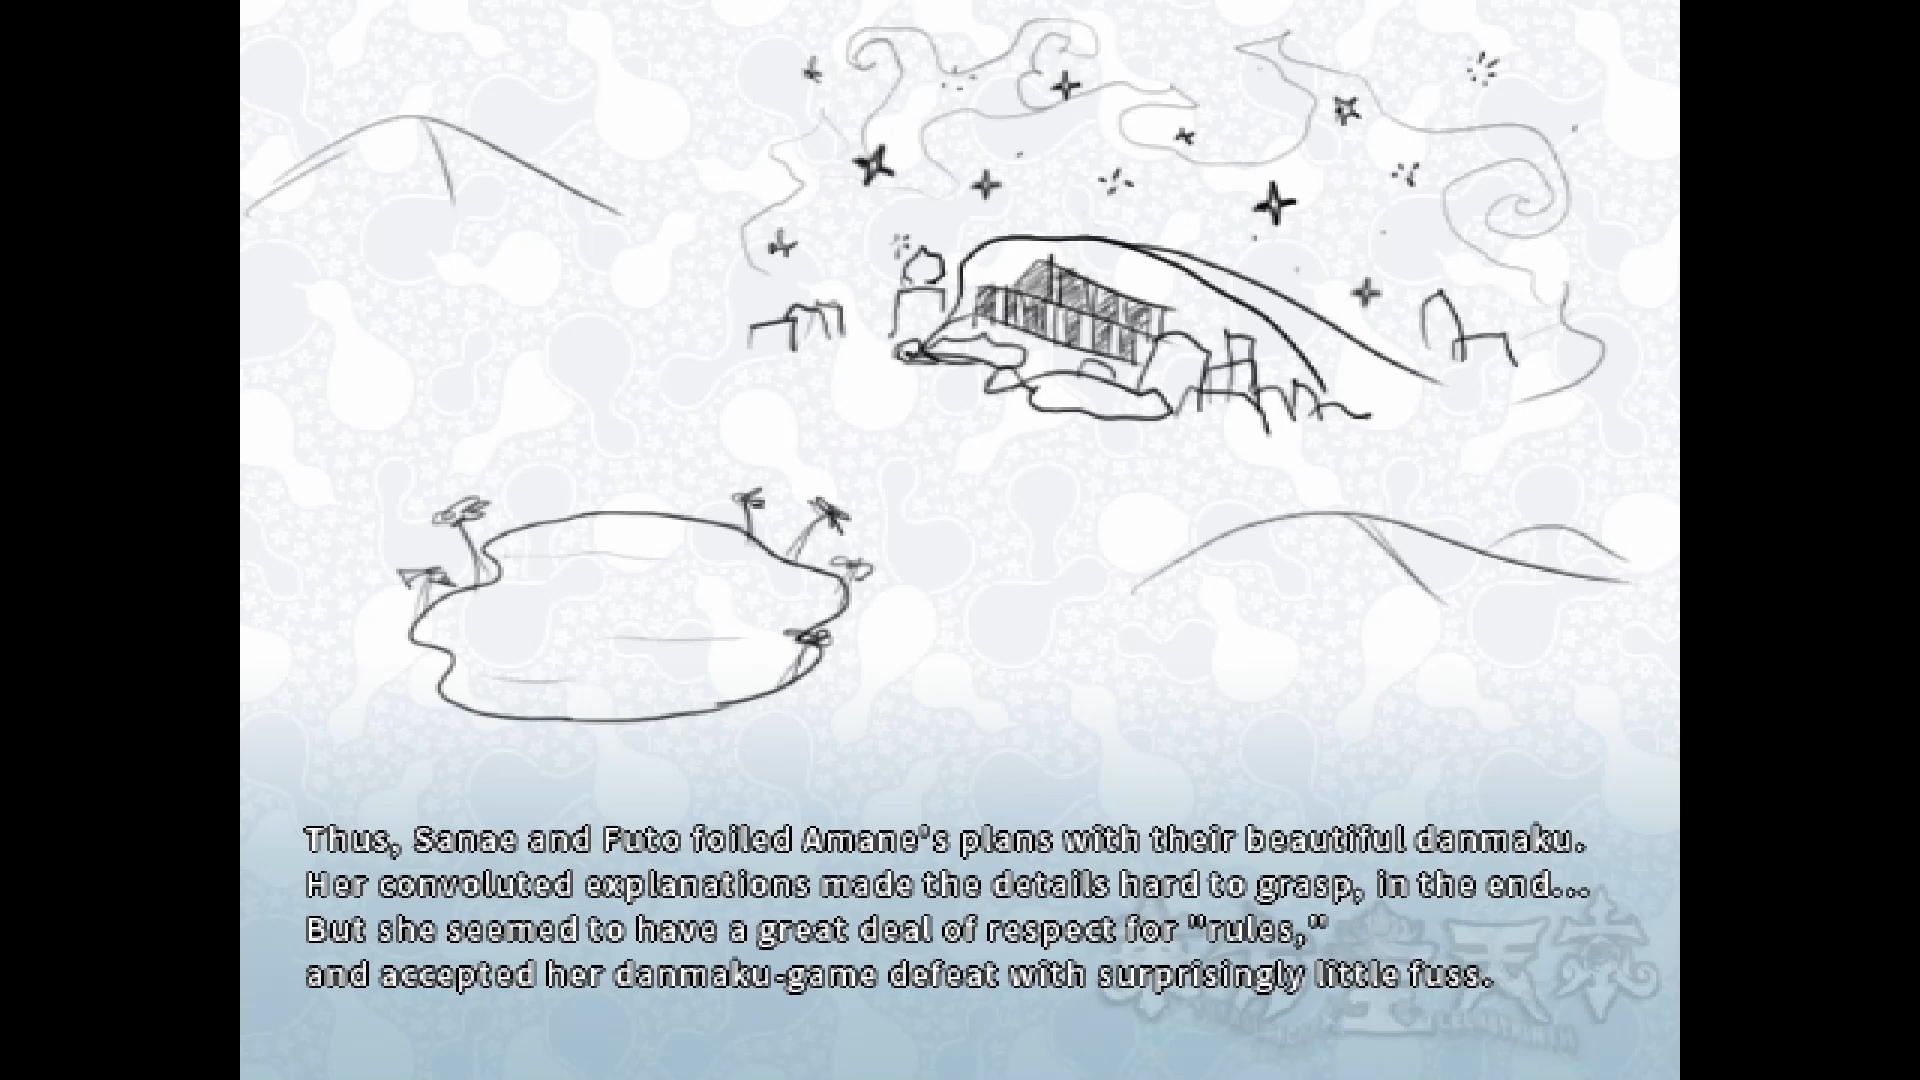 Thus, Sanae and Futo foiled Amane's plans with their beautiful danmaku.
Her convoluted explanations made the details hard to grasp, in the end...
But she seemed to have a great deal of respect for "rules,"
and accepted her danmaku-game defeat with surprisingly little fuss.